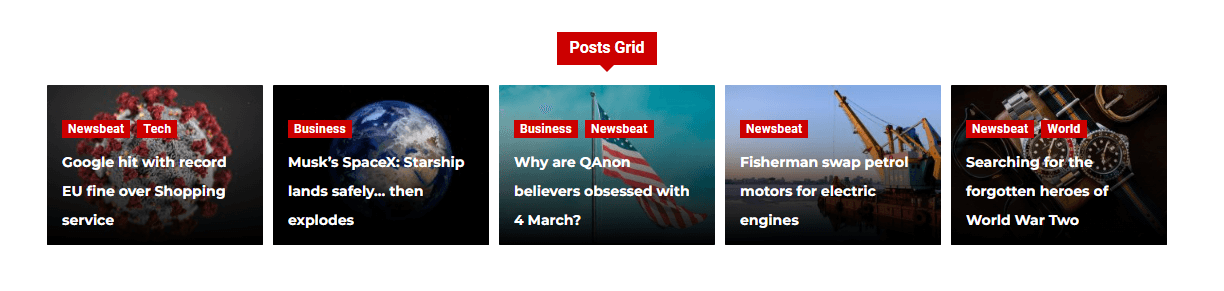 Posts Grid
Newsbeat Tech
Google hit with record
EU fine over Shopping
service
Business
Musk’s SpaceX: Starship
lands safely… then
explodes
Business Newsbeat
Why are QAnon
believers obsessed with
4 March?
Newsbeat
Fisherman swap petrol
motors for electric
engines
Newsbeat World
Searching for the
forgotten heroes of
World War Two